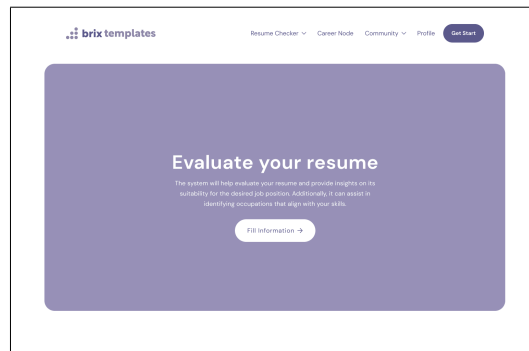 brix templates
Resume Checker
Career Node
Community
Profile
Get Start
Evaluate your resume
The system will help evaluate your resume and provide insights on its
suitability for the desired job position. Additionally, it can assist in
identifying occupations that align with your skills.
Fill Information →